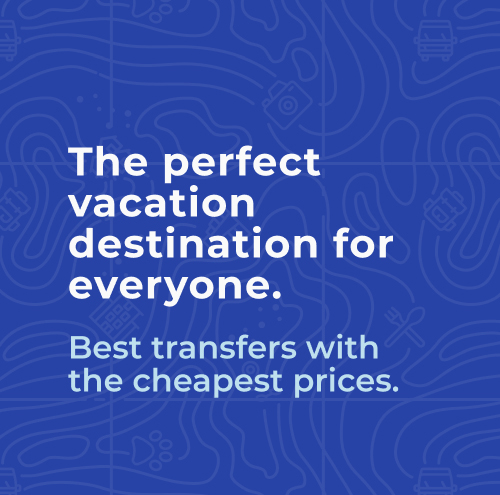 The perfect
vacation
destination for
everyone.
Best transfers with
the cheapest prices.